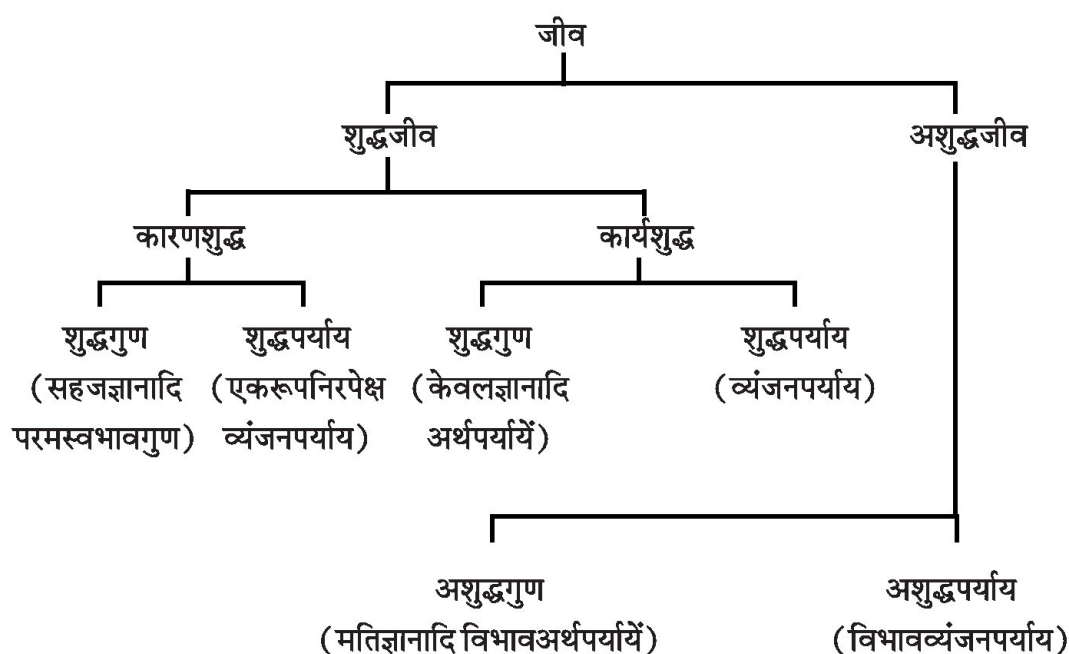 जीव
शुद्धजीव अशुद्धजीव
कारणशुद्ध कार्यशुद्ध
शुद्धगुण शुद्धपर्याय शुद्धगुण शुद्धपर्याय
(सहजज्ञानादि (एकरूपनिरपेक्ष (केवलज्ञानादि (व्यंजनपर्याय)
परमस्वभावगुण) व्यंजनपर्याय) अर्थपर्यायें)
अशुद्धगुण अशुद्धपर्याय
(मतिज्ञानादि विभावअर्थपर्यायें) (विभावव्यंजनपर्याय)